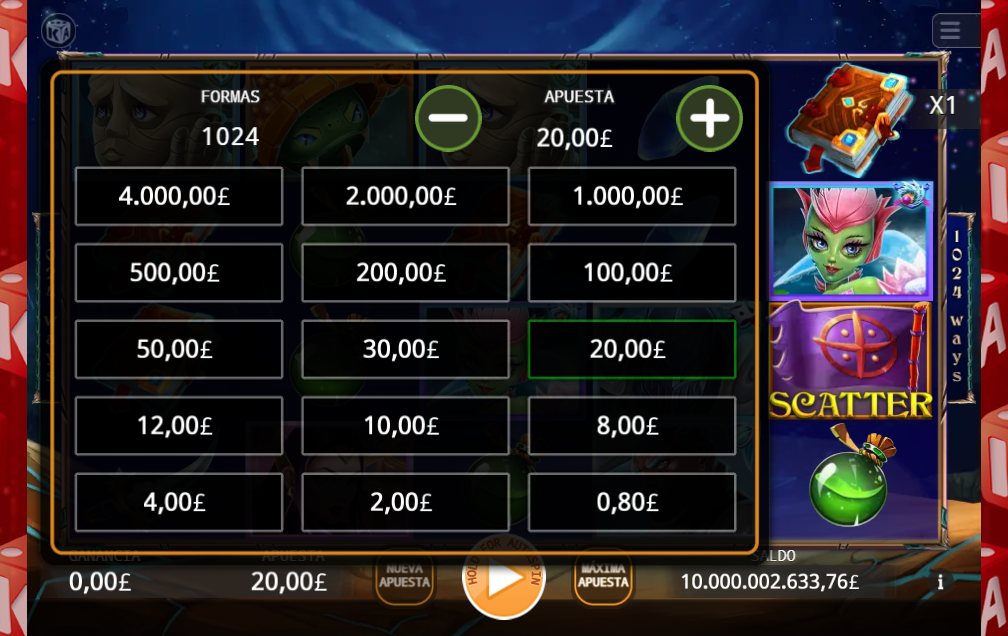 FORMAS
1024
APUESTA
20,00£
X1
4.000,00£
2.000,00£
1.000,00£
500,00£
200,00£
100,00£
50,00£
30,00£
20,00£
12,00£
10,00£
8,00£
4,00£
2,00£
0,80£
1024 ways
SCATTER
GANANCIA
0,00£
APUESTA
20,00£
NUEVA
APUESTA
HOLD FOR AUTO SPIN
MÁXIMA
APUESTA
SALDO
10.000.002.633,76£
i